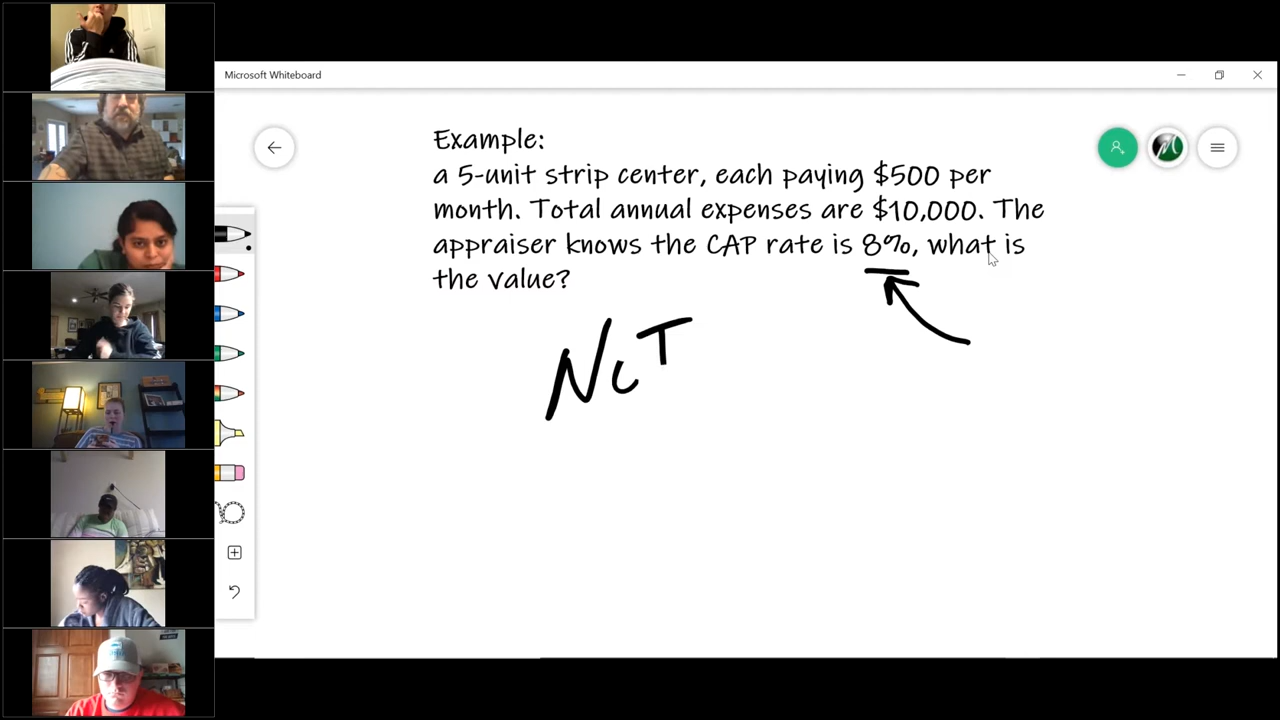 Microsoft Whiteboard
Example:
a 5-unit strip center, each paying $500 per
month. Total annual expenses are $10,000. The
appraiser knows the CAP rate is 8%, what is
the value?
NCT